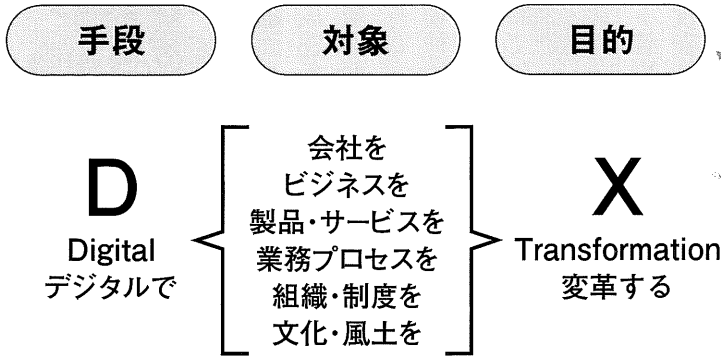 手段
対象
目的
D
Digital
デジタルで
会社を
ビジネスを
製品・サービスを
業務プロセスを
組織・制度を
文化・風土を
X
Transformation
変革する